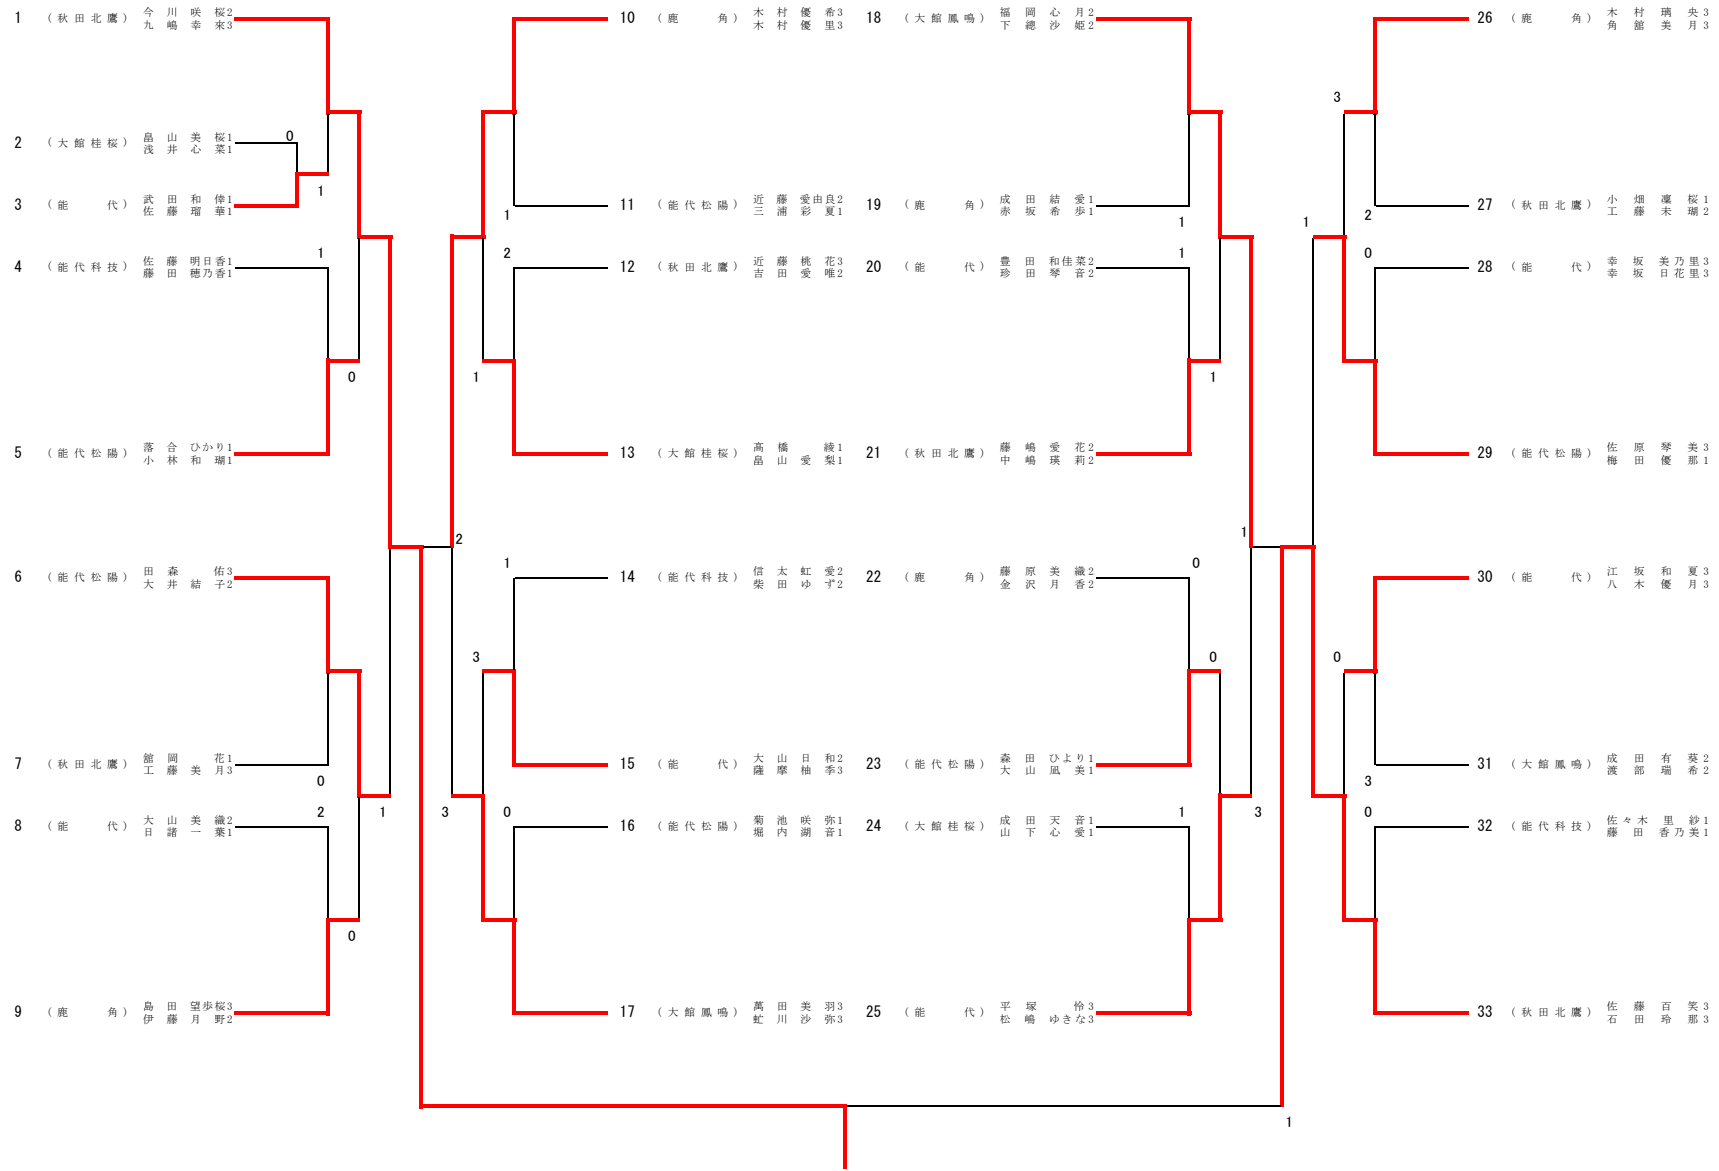 1 （秋田北鷹） 今川咲桜2
九嶋幸來3
2 （大館桂桜） 畠山美桜1
浅井心菜1
0
3 （能代） 武田和倖1
佐藤瑠華1
1
4 （能代科技） 佐藤明日香1
藤田穂乃香1
1
0
5 （能代松陽） 落合ひかり1
小林和瑚1
6 （能代松陽） 田森佑3
大井結子2
7 （秋田北鷹） 舘岡花1
工藤美月3
0
8 （能代） 大山美織2
日諸一葉1
2
1
0
9 （鹿角） 島田望歩桜3
伊藤月野2
10 （鹿角） 木村優希3
木村優里3
11 （能代松陽） 近藤愛由良2
三浦彩夏1
1
12 （秋田北鷹） 近藤桃花3
吉田愛唯2
2
1
13 （大館桂桜） 高橋綾1
畠山愛梨1
2
14 （能代科技） 信太虹愛2
柴田ゆず2
1
3
15 （能代） 大山日和2
薩摩柚季3
16 （能代松陽） 菊池咲弥1
堀内湖音1
3
0
17 （大館鳳鳴） 萬田美羽3
虻川沙弥3
18 （大館鳳鳴） 福岡心月2
下總沙姫2
19 （鹿角） 成田結愛1
赤坂希歩1
1
20 （能代） 豊田和佳菜2
珍田琴音2
1
1
21 （秋田北鷹） 藤嶋愛花2
中嶋瑛莉2
1
22 （鹿角） 藤原美織2
金沢月香2
0
0
23 （能代松陽） 森田ひより1
大山凪美1
24 （大館桂桜） 成田天音1
山下心愛1
1
3
25 （能代） 平塚怜3
松嶋ゆきな3
26 （鹿角） 木村璃央3
角舘美月3
3
27 （秋田北鷹） 小畑凜桜1
工藤未瑚2
2
1
28 （能代） 幸坂美乃里3
幸坂日花里3
0
29 （能代松陽） 佐原琴美3
梅田優那1
30 （能代） 江坂和夏3
八木優月3
0
31 （大館鳳鳴） 成田有葵2
渡部瑞希2
3
32 （能代科技） 佐々木里紗1
藤田香乃美1
0
33 （秋田北鷹） 佐藤百笑3
石田玲那3
1